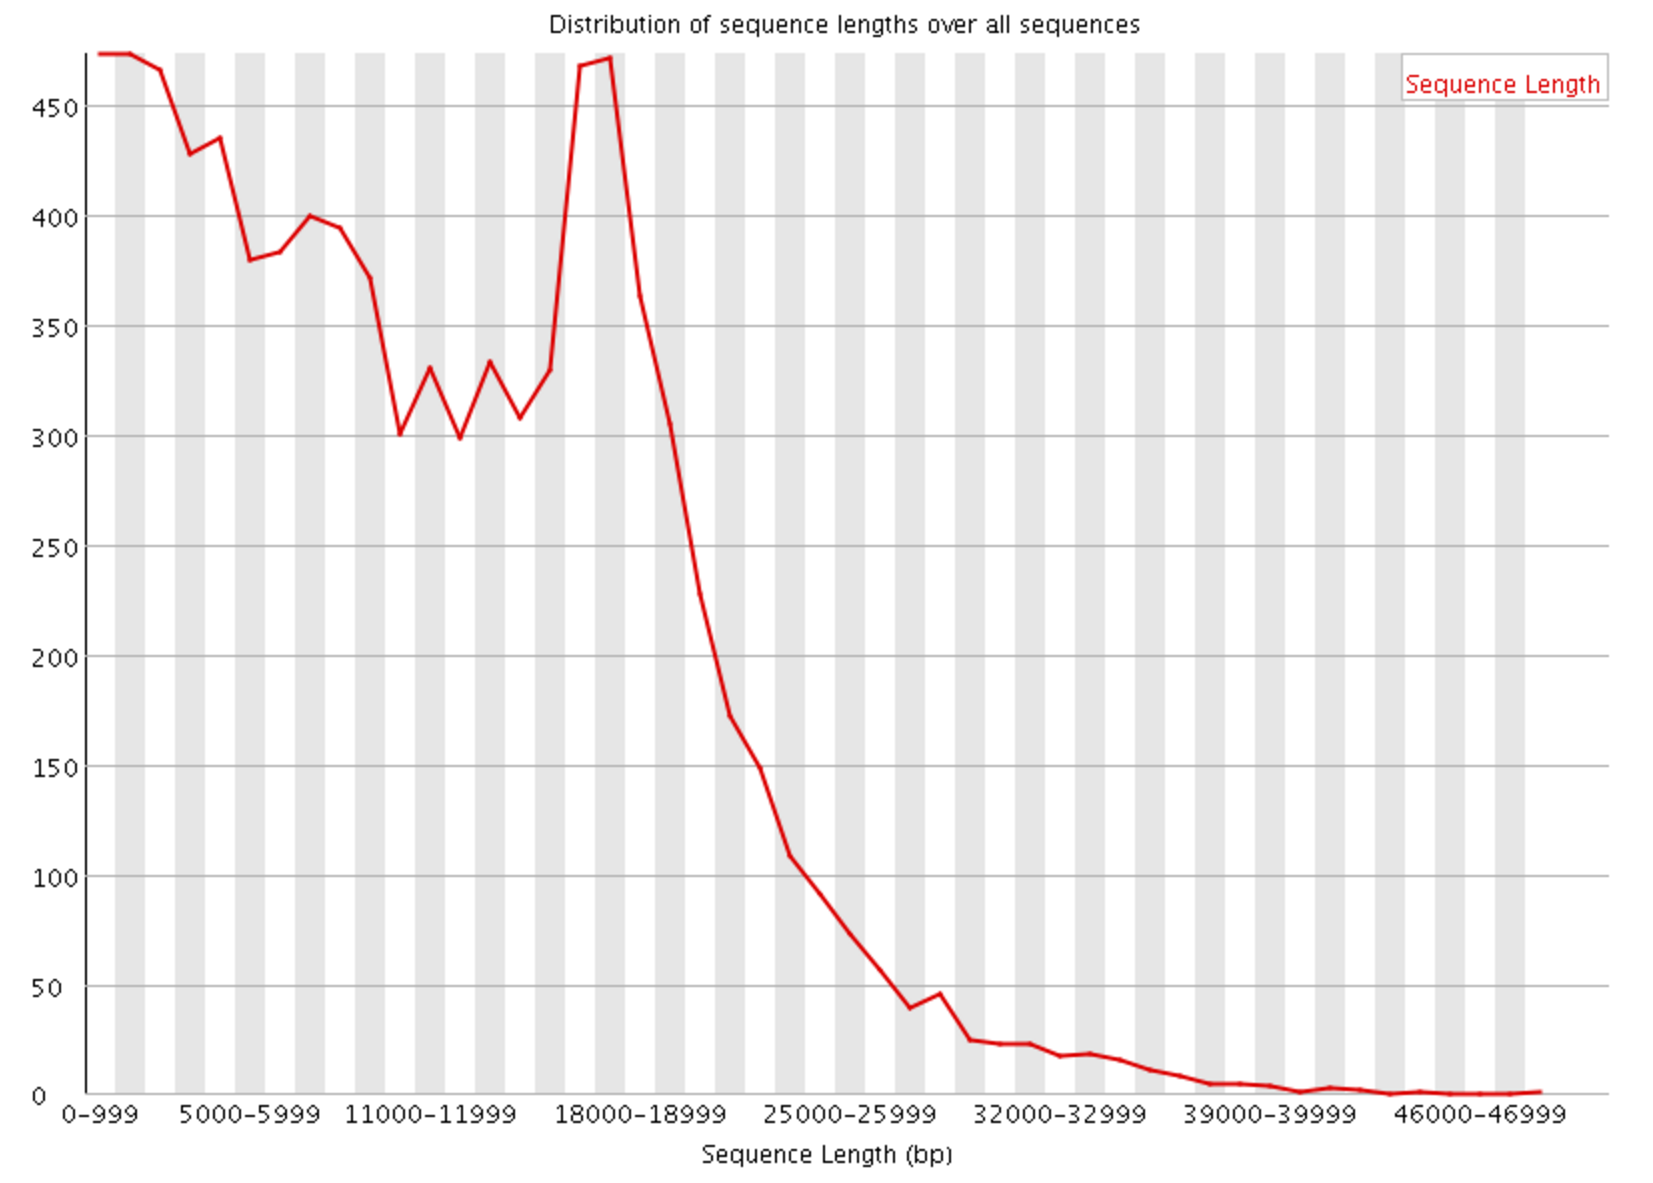 Distribution of sequence lengths over all sequences
Sequence Length
450
400
350
300
250
200
150
100
50
0
0-999 5000-5999 11000-11999 18000-18999 25000-25999 32000-32999 39000-39999 46000-46999
Sequence Length (bp)